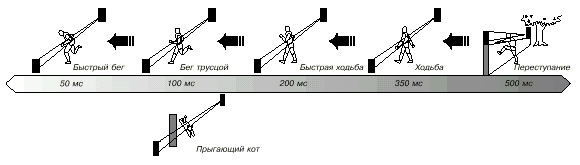 Быстрый бег Бег трусцой Быстрая ходьба Ходьба Переступание
50 мс 100 мс 200 мс 350 мс 500 мс
Прыгающий кот